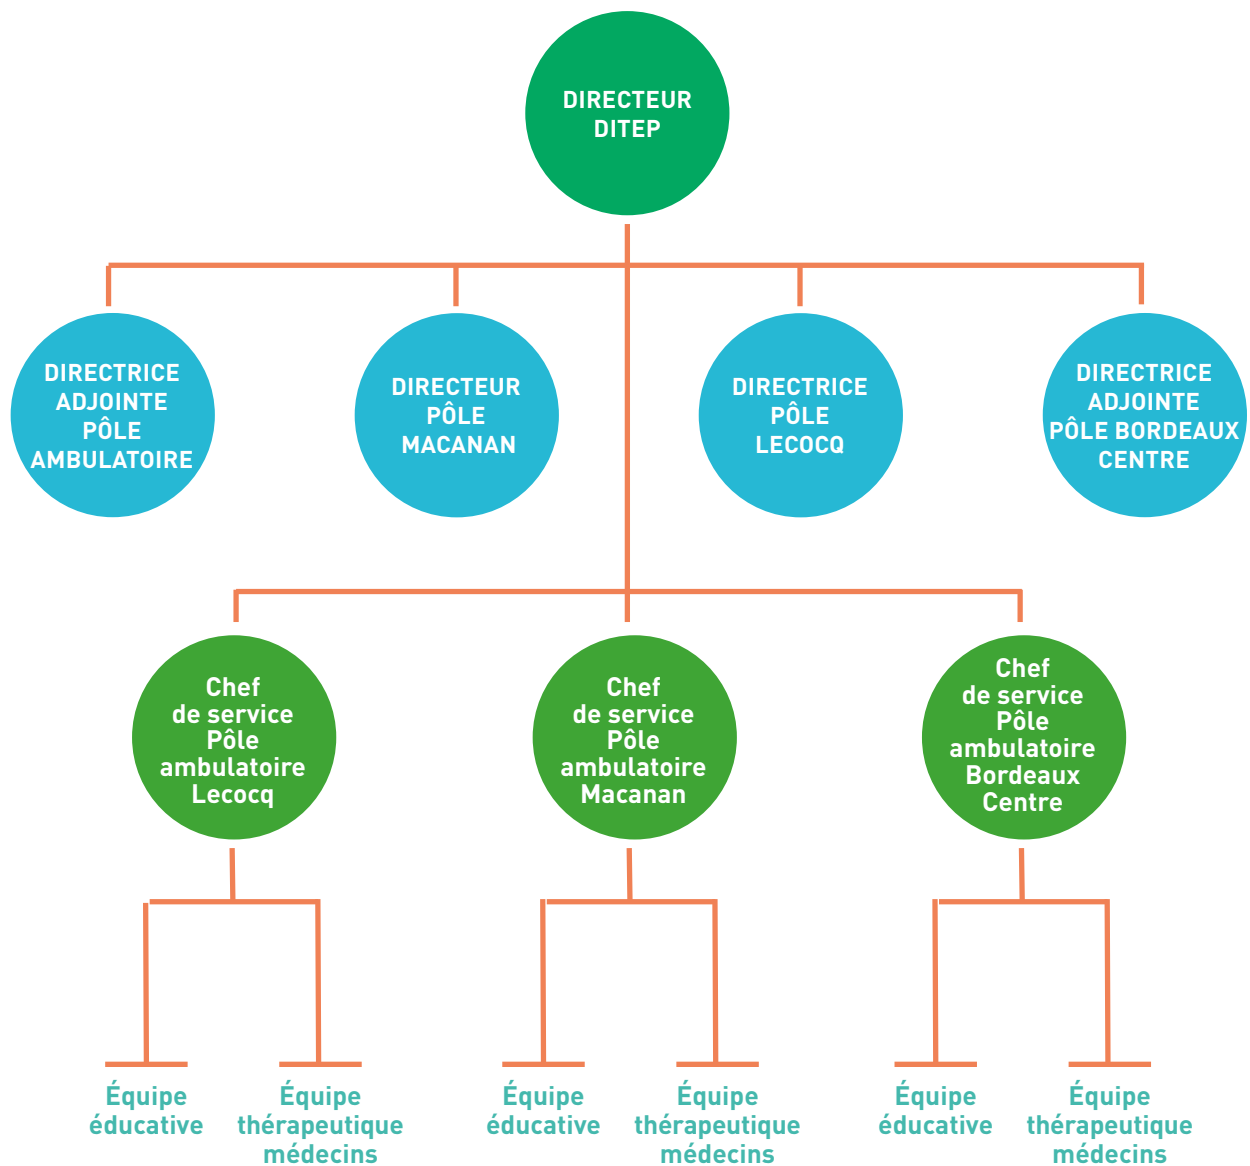 DIRECTEUR
DITEP
DIRECTRICE
ADJOINTE
PÔLE
AMBULATOIRE
DIRECTEUR
PÔLE
MACANAN
DIRECTRICE
PÔLE
LECOCQ
DIRECTRICE
ADJOINTE
PÔLE BORDEAUX
CENTRE
Chef
de service
Pôle
ambulatoire
Lecocq
Chef
de service
Pôle
ambulatoire
Macanan
Chef
de service
Pôle
ambulatoire
Bordeaux
Centre
Équipe
éducative
Équipe
thérapeutique
médecins
Équipe
éducative
Équipe
thérapeutique
médecins
Équipe
éducative
Équipe
thérapeutique
médecins